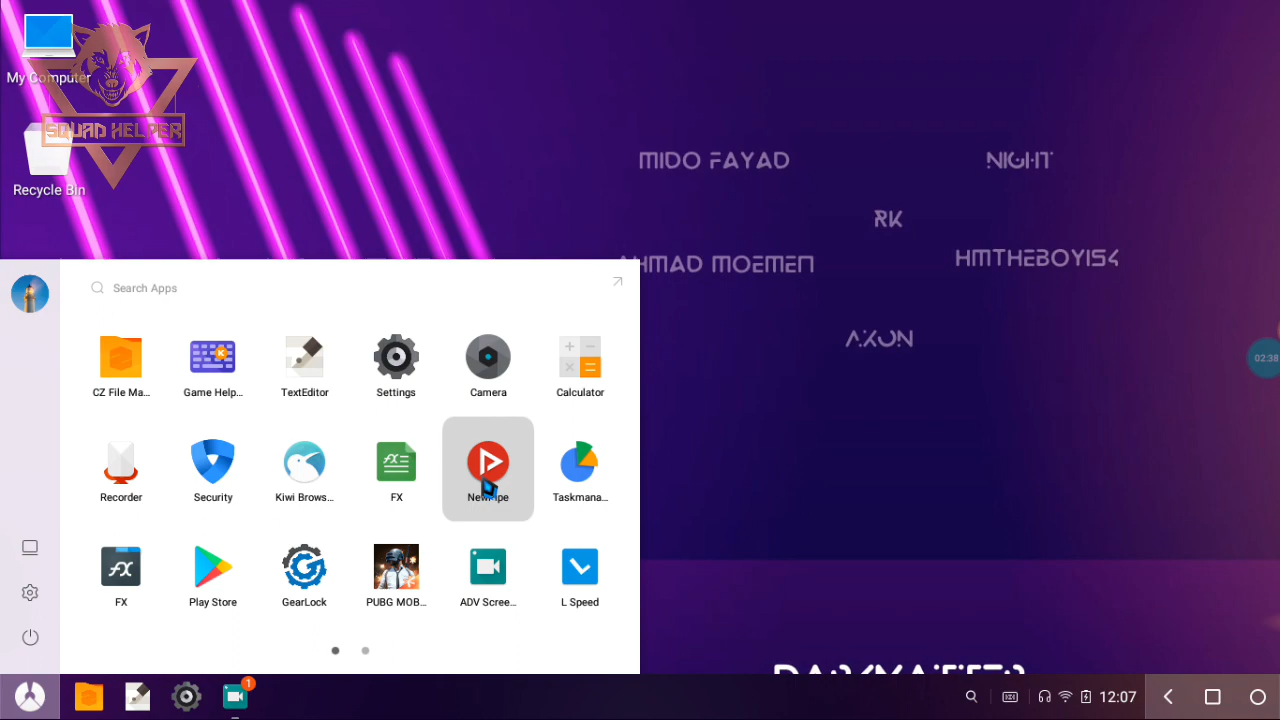 My Computer
SQUAD HELPER
Recycle Bin
MIDO FAYAD
NIGHT
RK
AHMAD MOEMEN
HMTHEBOY154
AXON
Search Apps
02:38
CZ File Ma...
Game Help...
TextEditor
Settings
Camera
Calculator
Recorder
Security
Kiwi Brows...
FX
NewPipe
Taskmana...
FX
Play Store
GearLock
PUBG MOB...
ADV Scree...
L Speed
1
12:07